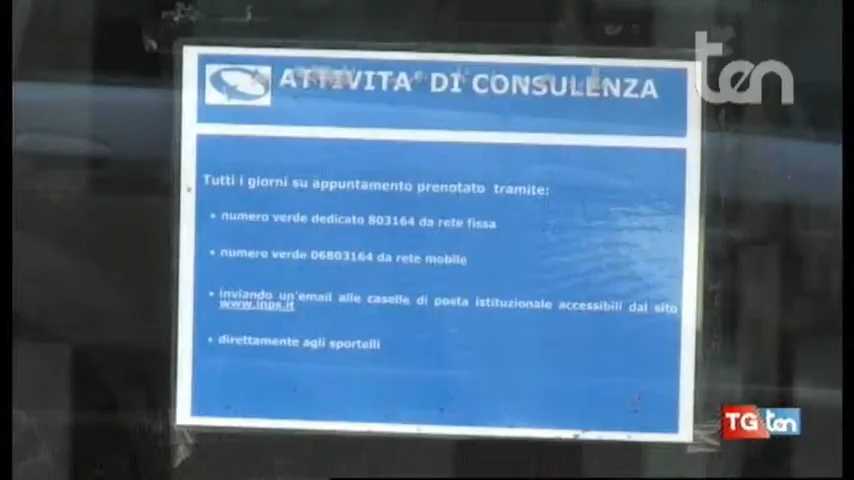 ten
ATTIVITA' DI CONSULENZA
Tutti i giorni su appuntamento prenotato tramite:
• numero verde dedicato 803164 da rete fissa
• numero verde 06803164 da rete mobile
• inviando un'email alle caselle di posta istituzionale accessibili dal sito
www.inps.it
• direttamente agli sportelli
TG ten